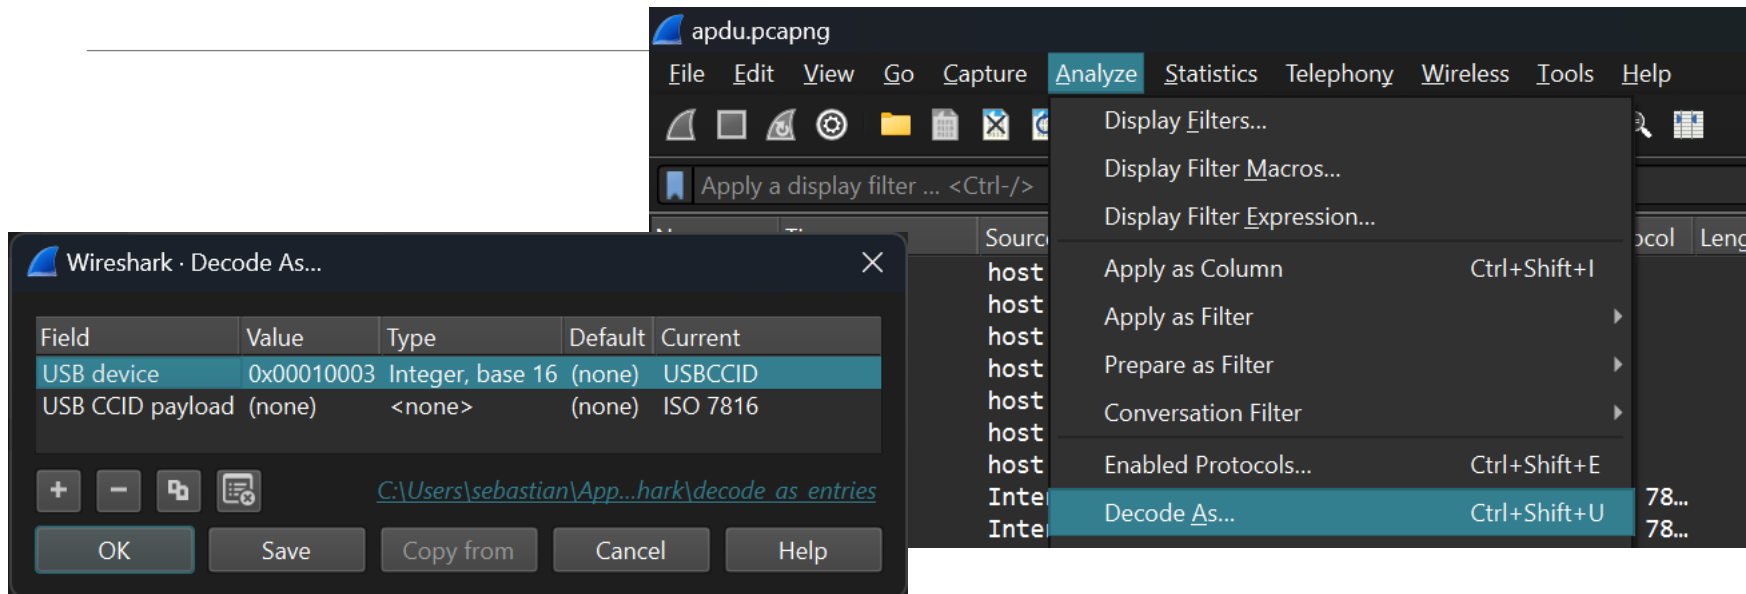 apdu.pcapng
File Edit View Go Capture Analyze Statistics Telephony Wireless Tools Help
Apply a display filter ... <Ctrl-/>
Display Filters...
Display Filter Macros...
Display Filter Expression...
Apply as Column Ctrl+Shift+I
Apply as Filter
Prepare as Filter
Conversation Filter
Enabled Protocols... Ctrl+Shift+E
Decode As... Ctrl+Shift+U
Sourc
ocol Leng
host
host
host
host
host
host
host
Inte 78...
Inte 78...
Wireshark · Decode As...
Field Value Type Default Current
USB device 0x00010003 Integer, base 16 (none) USBCCID
USB CCID payload (none) <none> (none) ISO 7816
C:\Users\sebastian\App...hark\decode_as_entries
OK Save Copy from Cancel Help